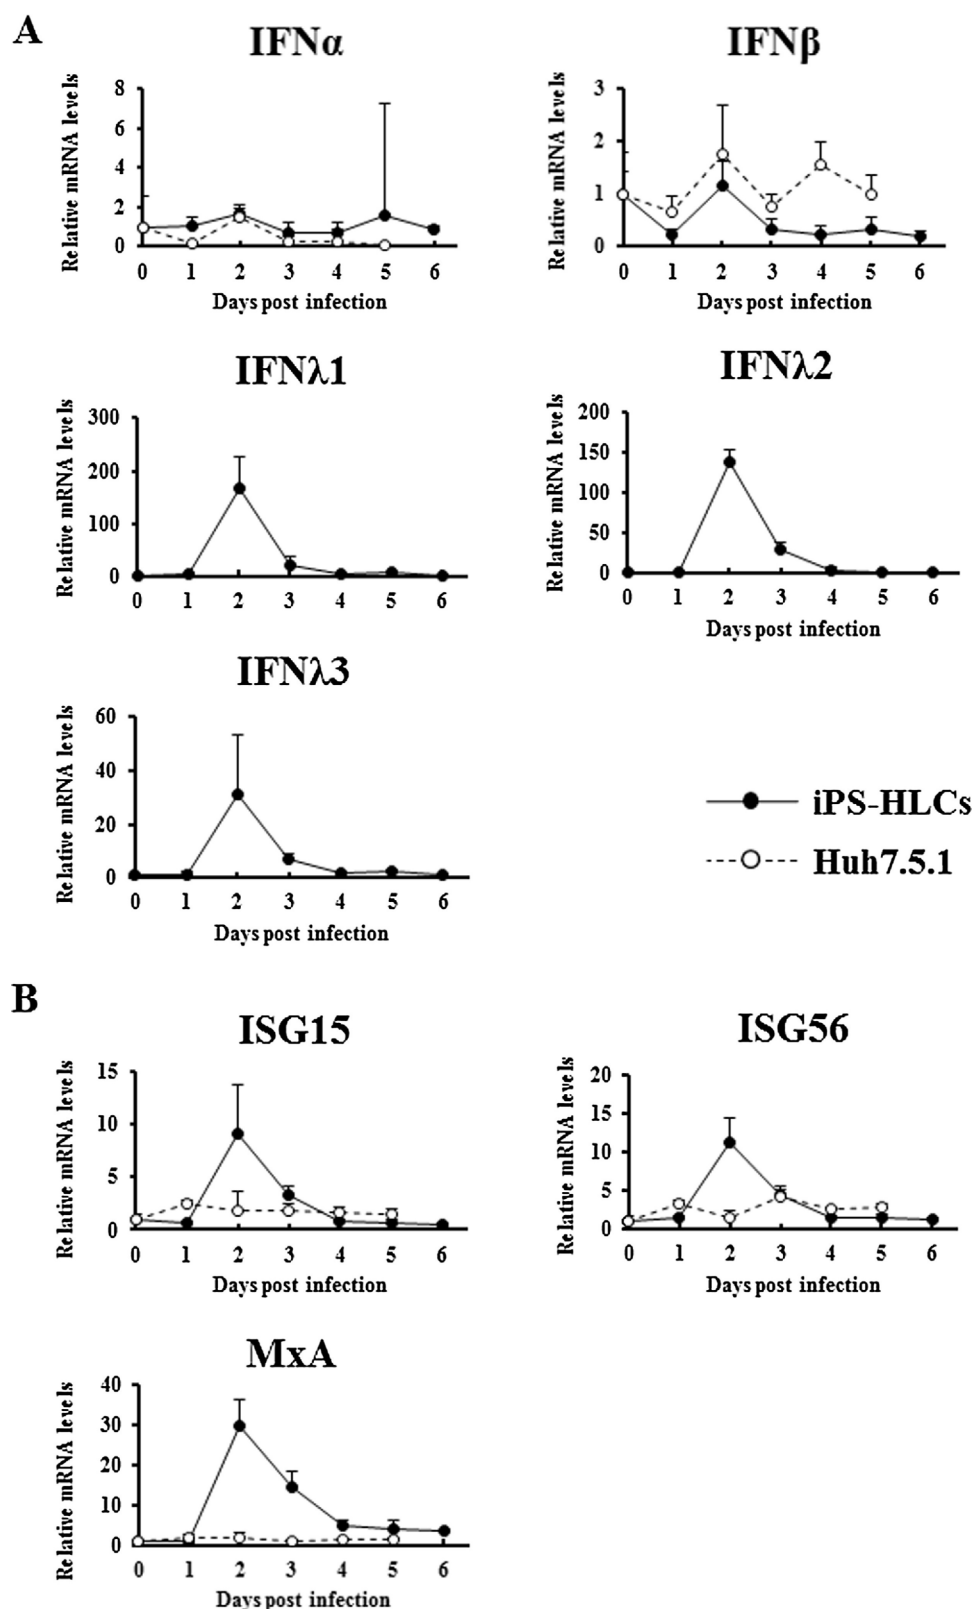 A
IFNα
IFNβ
Relative mRNA levels
8
6
4
2
0
0 1 2 3 4 5 6
Days post infection
Relative mRNA levels
3
2
1
0
0 1 2 3 4 5 6
Days post infection
IFNλ1
IFNλ2
Relative mRNA levels
300
200
100
0
0 1 2 3 4 5 6
Relative mRNA levels
200
150
100
50
0
0 1 2 3 4 5 6
Days post infection
IFNλ3
Relative mRNA levels
60
40
20
0
0 1 2 3 4 5 6
Days post infection
iPS-HLCs
Huh7.5.1
B
ISG15
ISG56
Relative mRNA levels
15
10
5
0
0 1 2 3 4 5 6
Days post infection
Relative mRNA levels
20
15
10
5
0
0 1 2 3 4 5 6
Days post infection
MxA
Relative mRNA levels
40
30
20
10
0
0 1 2 3 4 5 6
Days post infection